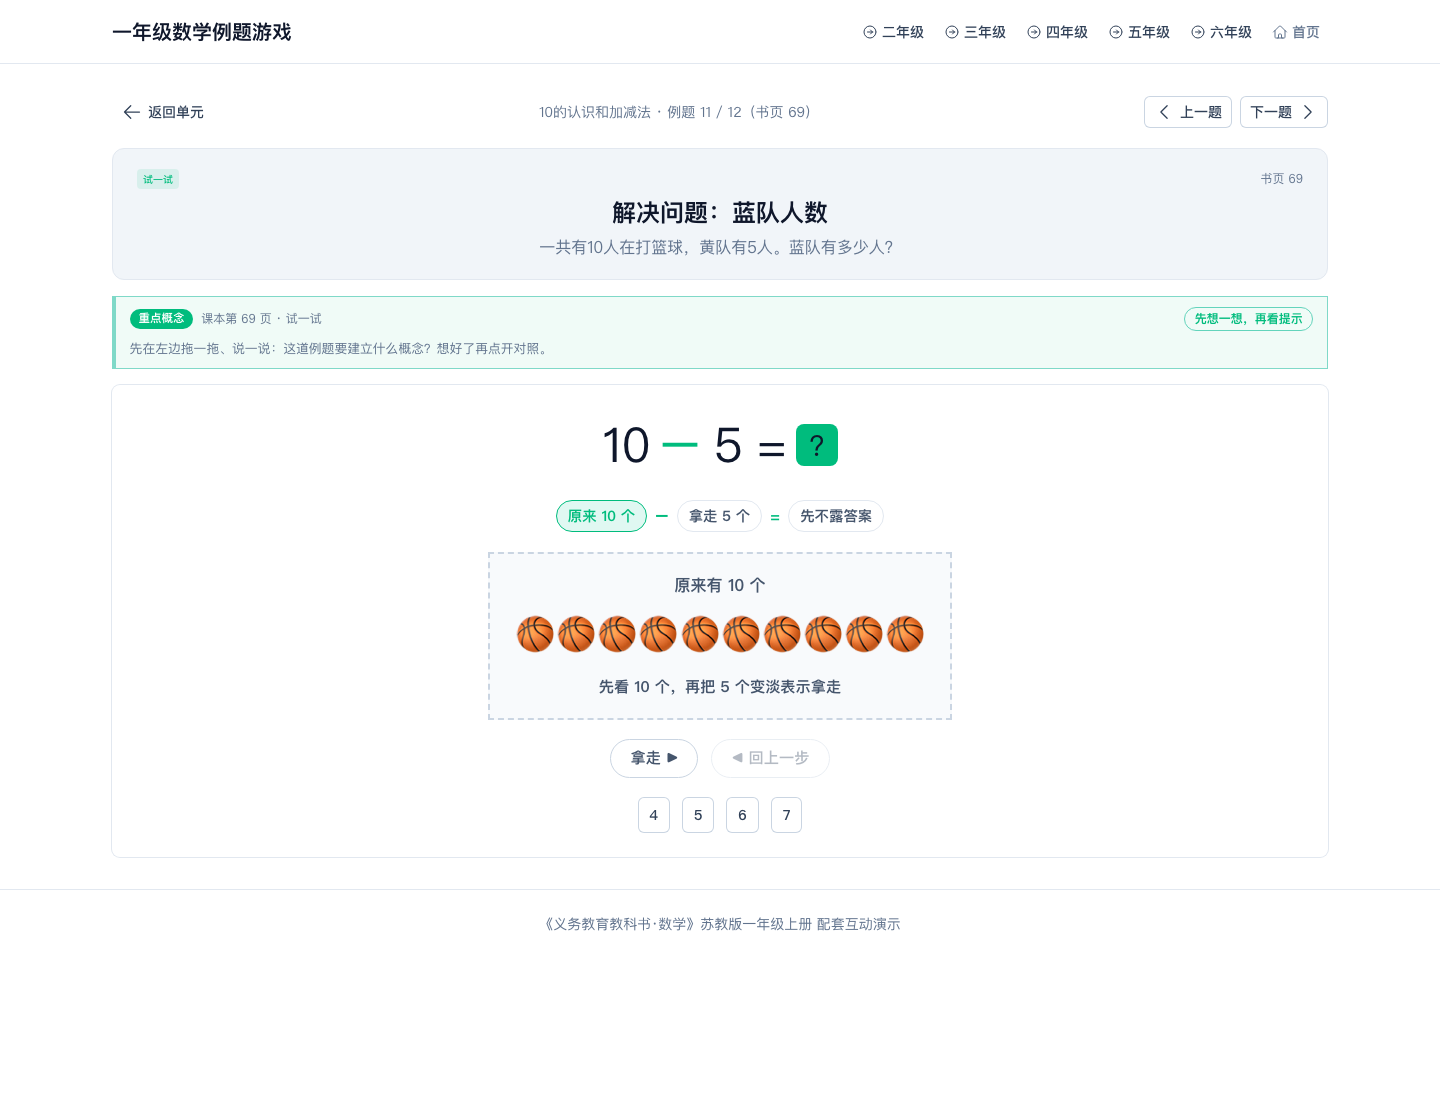 一年级数学例题游戏
二年级 三年级 四年级 五年级 六年级 首页
返回单元
10的认识和加减法 · 例题 11 / 12（书页 69）
上一题 下一题
试一试
书页 69
解决问题：蓝队人数
一共有10人在打篮球，黄队有5人。蓝队有多少人？
重点概念 课本第 69 页 · 试一试
先想一想，再看提示
先在左边拖一拖、说一说：这道例题要建立什么概念？想好了再点开对照。
10 − 5 = ?
原来 10 个 − 拿走 5 个 = 先不露答案
原来有 10 个
先看 10 个，再把 5 个变淡表示拿走
拿走 ▶ ◀ 回上一步
4 5 6 7
《义务教育教科书·数学》苏教版一年级上册 配套互动演示